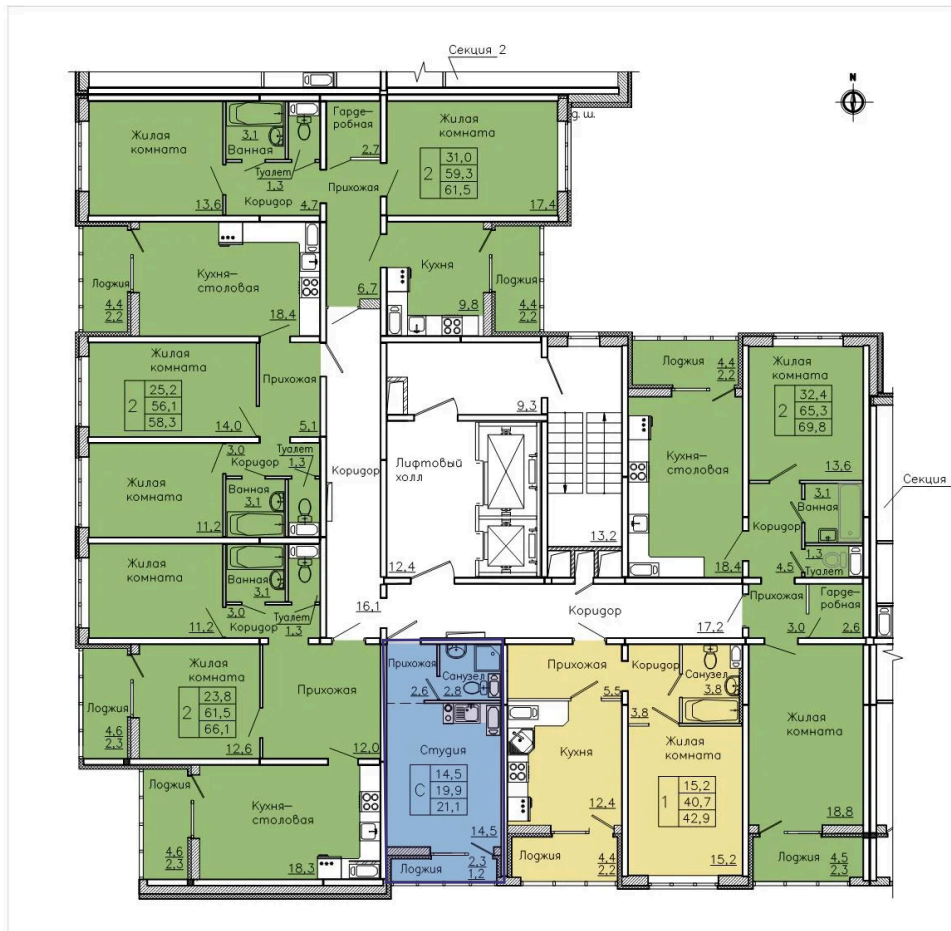 Секция 2
N
д. ш.
Жилая
комната
13,6
3,1
Ванная
Туалет
1,3
Коридор
4,7
Гарде-
робная
2,7
Прихожая
6,7
Жилая
комната
2
31,0
59,3
61,5
17,4
Лоджия
4,4
2,2
Кухня-
столовая
18,4
Кухня
9,8
Лоджия
4,4
2,2
Жилая
комната
2
25,2
56,1
58,3
14,0
Прихожая
5,1
Жилая
комната
11,2
3,0
Коридор
Туалет
1,3
Ванная
3,1
Коридор
16,1
9,3
Лифтовый
холл
12,4
13,2
Лоджия
4,4
2,2
Кухня-
столовая
18,4
Жилая
комната
2
32,4
65,3
69,8
13,6
3,1
Ванная
Коридор
4,5
1,3
Туалет
Секция
Прихожая
3,0
Гарде-
робная
2,6
Коридор
17,2
Жилая
комната
11,2
Ванная
3,1
3,0
Туалет
1,3
Коридор
Лоджия
4,6
2,3
Жилая
комната
2
23,8
61,5
66,1
12,6
Прихожая
12,0
Лоджия
4,6
2,3
Кухня-
столовая
18,3
Прихожая
2,6
Санузел
2,8
Студия
С
14,5
19,9
21,1
14,5
Лоджия
2,3
1,2
Прихожая
5,5
Коридор
3,8
Санузел
3,8
Кухня
12,4
Лоджия
4,4
2,2
Жилая
комната
1
15,2
40,7
42,9
15,2
Жилая
комната
18,8
Лоджия
4,5
2,3